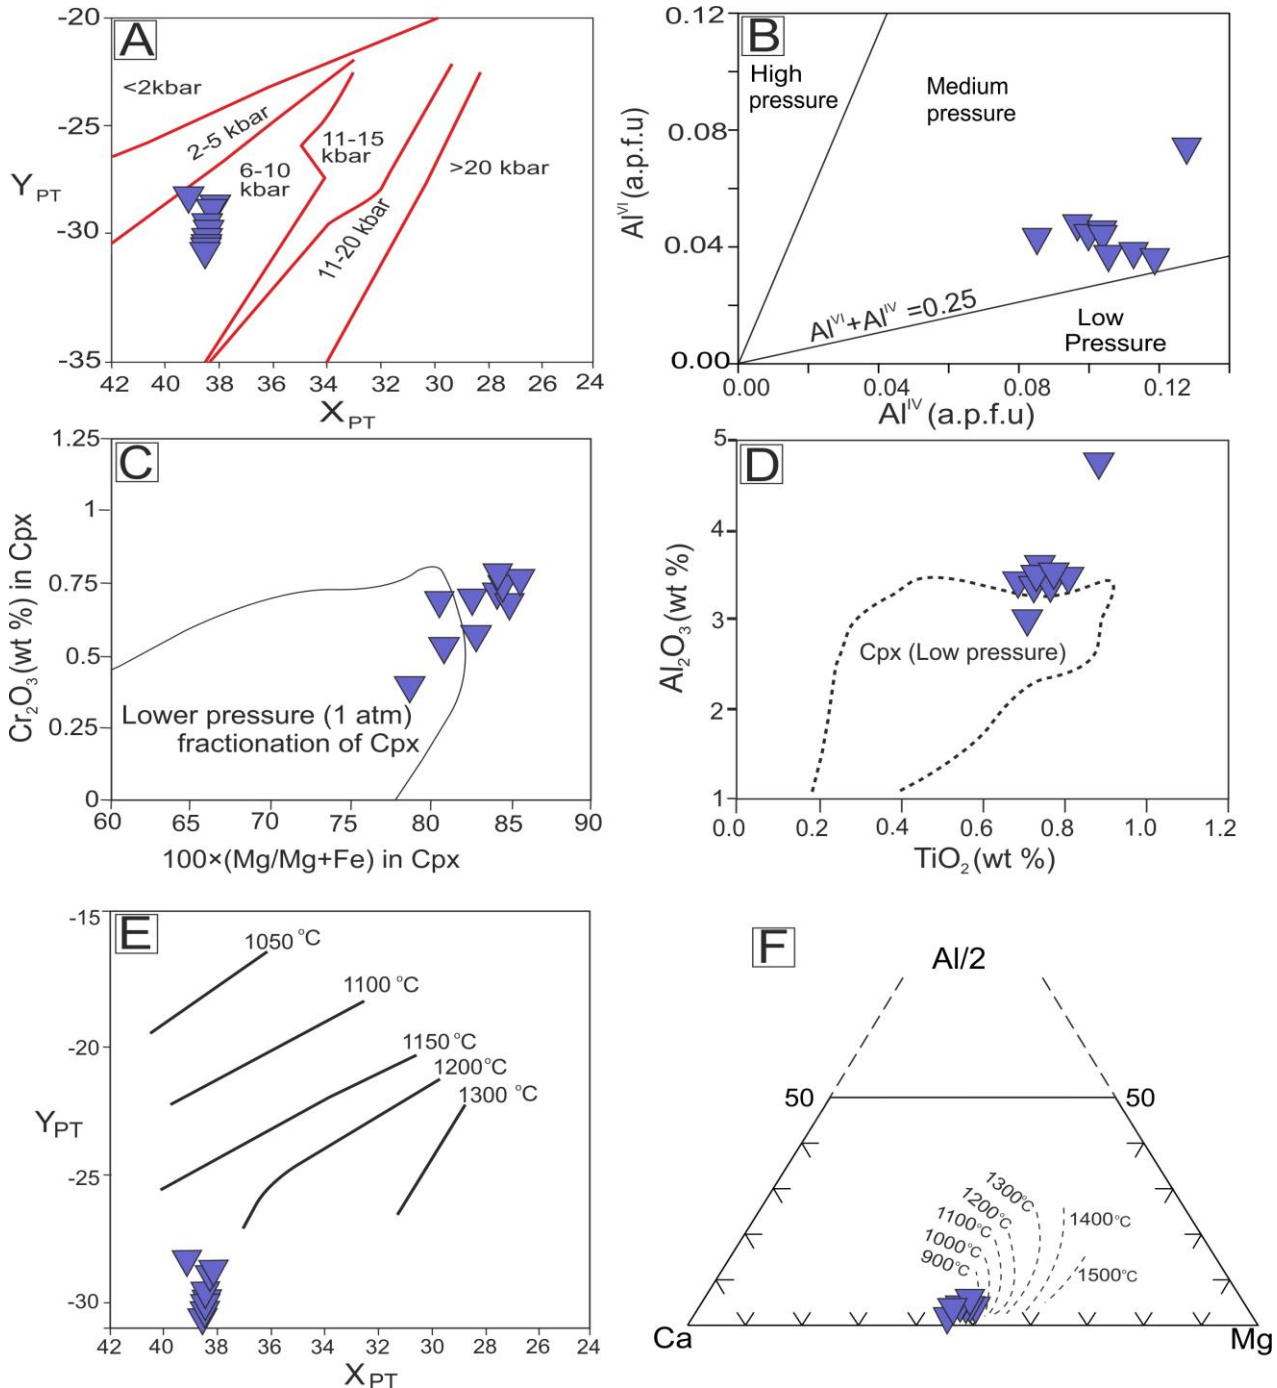 A
-20
-25
-30
-35
Y PT
<2kbar
2-5 kbar
6-10
kbar
11-15
kbar
11-20 kbar
>20 kbar
42 40 38 36 34 32 30 28 26 24
X PT
B
0.12
0.08
0.04
0.00
Al^VI (a.p.f.u)
High
pressure
Medium
pressure
Al^VI+Al^IV=0.25
Low
Pressure
0.00 0.04 0.08 0.12
Al^IV (a.p.f.u)
C
1.25
1
0.75
0.5
0.25
0
Cr₂O₃ (wt %) in Cpx
Lower pressure (1 atm)
fractionation of Cpx
60 65 70 75 80 85 90
100×(Mg/Mg+Fe) in Cpx
D
5
4
3
2
1
Al₂O₃ (wt %)
Cpx (Low pressure)
0.0 0.2 0.4 0.6 0.8 1.0 1.2
TiO₂ (wt %)
E
-15
-20
-25
-30
Y PT
1050 °C
1100 °C
1150 °C
1200°C
1300 °C
42 40 38 36 34 32 30 28 26 24
X PT
F
Al/2
50 50
1300°C
1200°C
1100°C
1000°C
900°C
1400°C
1500°C
Ca Mg